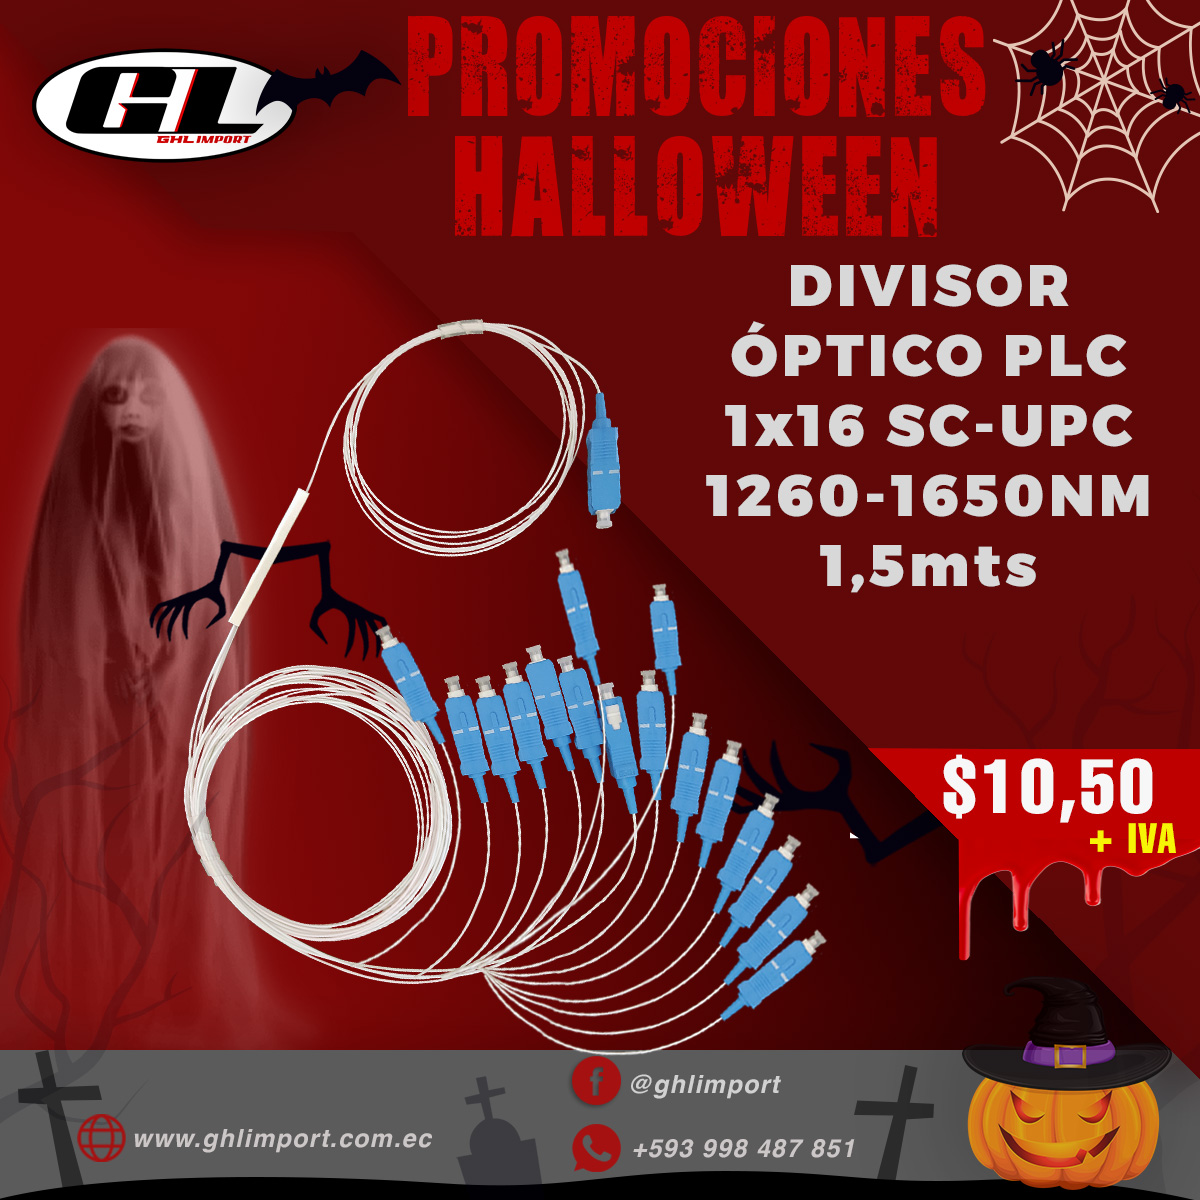 GHL
GHL IMPORT
PROMOCIONES
HALLOWEEN
DIVISOR
ÓPTICO PLC
1x16 SC-UPC
1260-1650NM
1,5mts
$10,50
+ IVA
@ghlimport
www.ghlimport.com.ec
+593 998 487 851